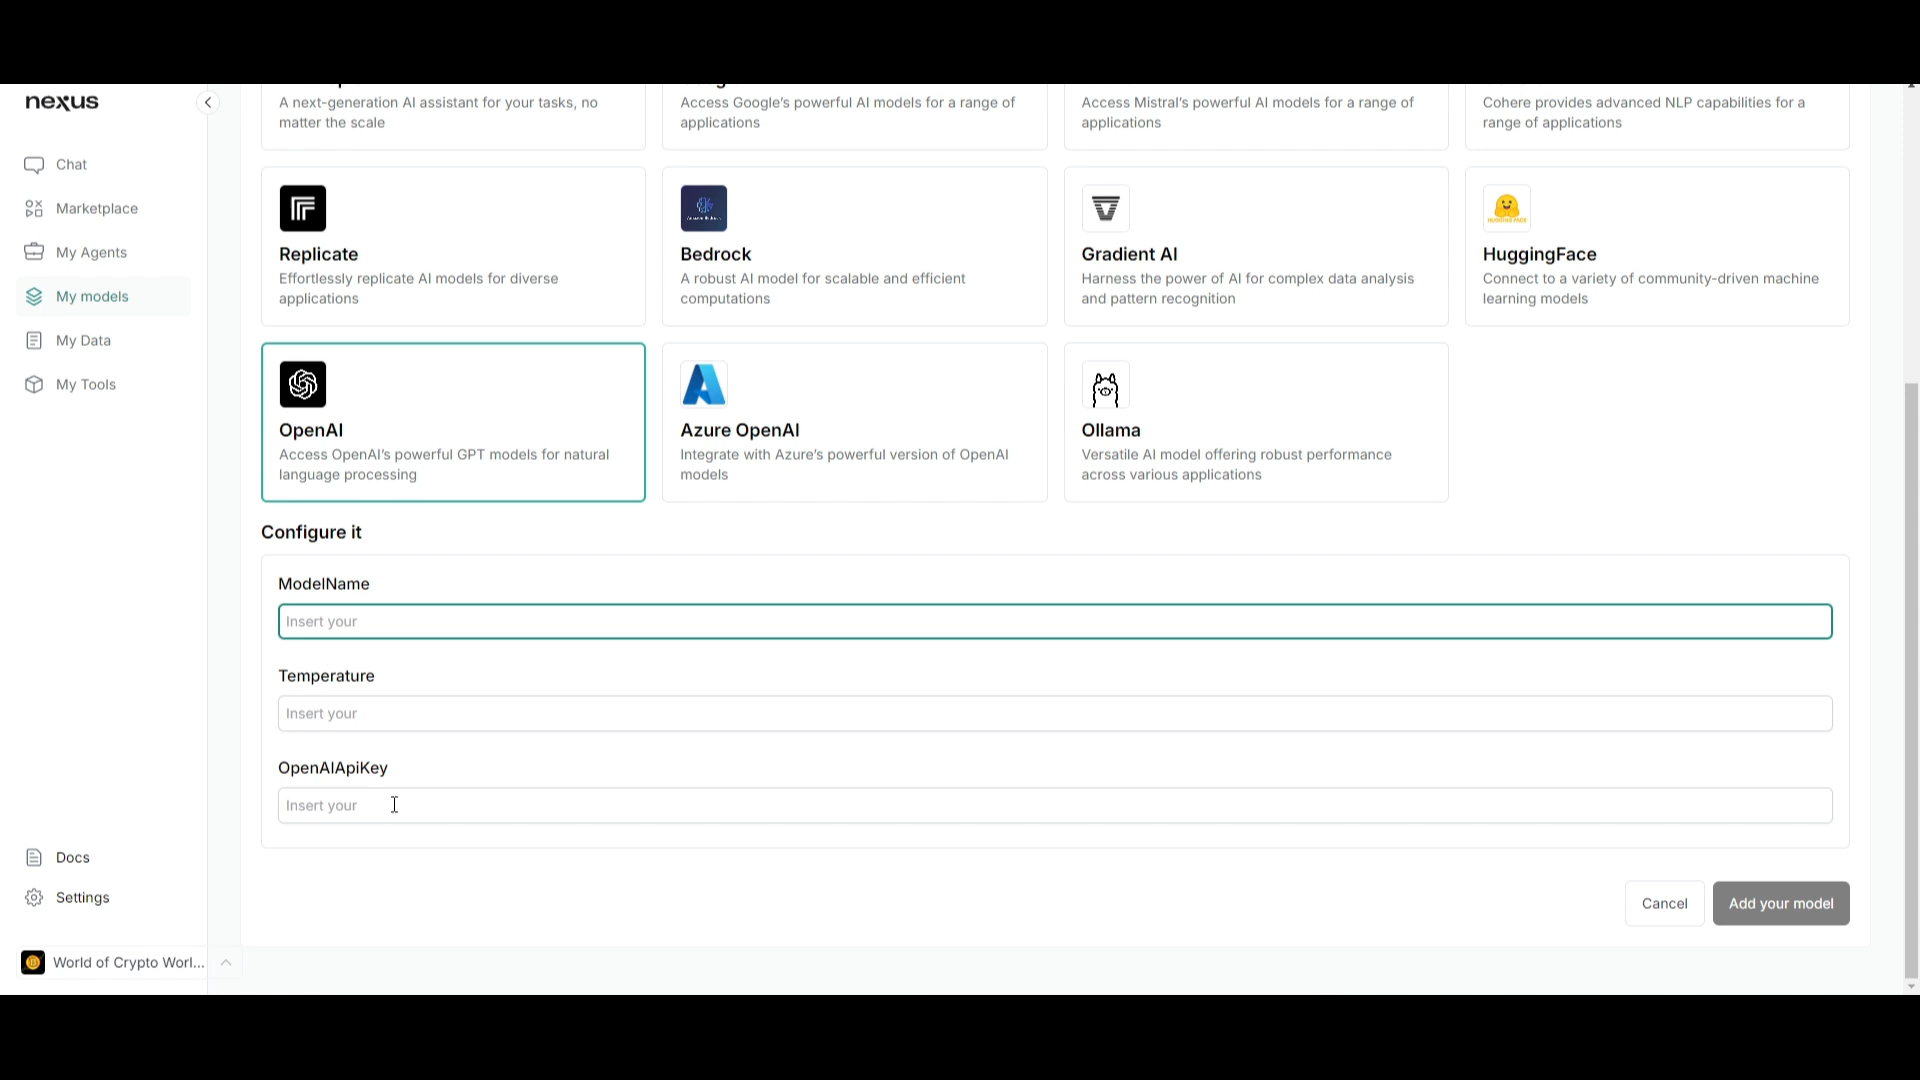 nexus
Chat
Marketplace
My Agents
My models
My Data
My Tools
Docs
Settings
World of Crypto Worl...
A next-generation AI assistant for your tasks, no
matter the scale
Access Google's powerful AI models for a range of
applications
Access Mistral's powerful AI models for a range of
applications
Cohere provides advanced NLP capabilities for a
range of applications
Replicate
Effortlessly replicate AI models for diverse
applications
Bedrock
A robust AI model for scalable and efficient
computations
Gradient AI
Harness the power of AI for complex data analysis
and pattern recognition
HUGGING FACE
HuggingFace
Connect to a variety of community-driven machine
learning models
OpenAI
Access OpenAI's powerful GPT models for natural
language processing
Azure OpenAI
Integrate with Azure's powerful version of OpenAI
models
Ollama
Versatile AI model offering robust performance
across various applications
Configure it
ModelName
Insert your
Temperature
Insert your
OpenAIApiKey
Insert your
Cancel
Add your model